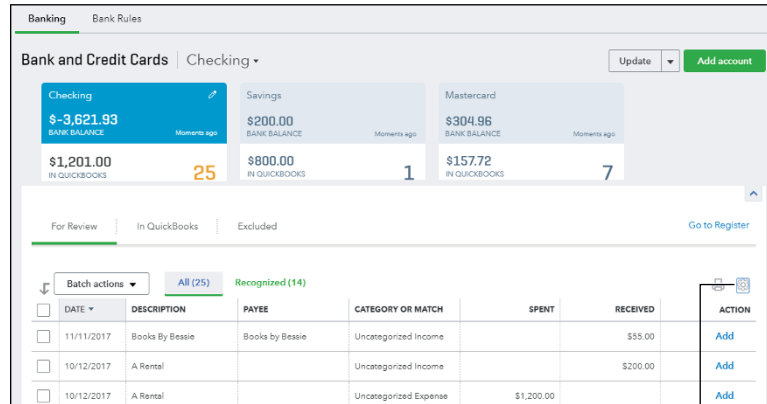 Banking Bank Rules
Bank and Credit Cards Checking Update Add account
Checking Savings Mastercard
$-3,621.93 $200.00 $304.96
BANK BALANCE Moments ago BANK BALANCE Moments ago BANK BALANCE Moments ago
$1,201.00 25 $800.00 1 $157.72 7
IN QUICKBOOKS IN QUICKBOOKS IN QUICKBOOKS
For Review In QuickBooks Excluded Go to Register
Batch actions All (25) Recognized (14)
DATE DESCRIPTION PAYEE CATEGORY OR MATCH SPENT RECEIVED ACTION
11/11/2017 Books By Bessie Books by Bessie Uncategorized Income $55.00 Add
10/12/2017 A Rental Uncategorized Income $200.00 Add
10/12/2017 A Rental Uncategorized Expense $1,200.00 Add